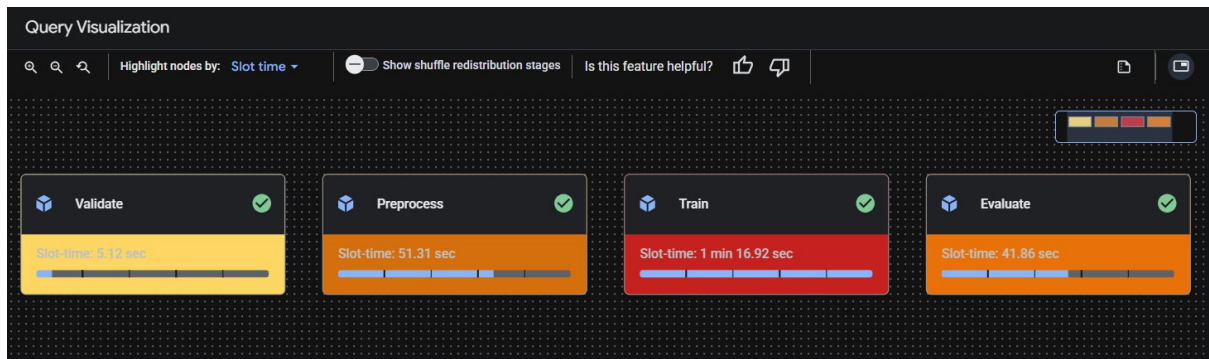 Query Visualization
Highlight nodes by: Slot time
Show shuffle redistribution stages
Is this feature helpful?
Validate
Slot-time: 5.12 sec
Preprocess
Slot-time: 51.31 sec
Train
Slot-time: 1 min 16.92 sec
Evaluate
Slot-time: 41.86 sec